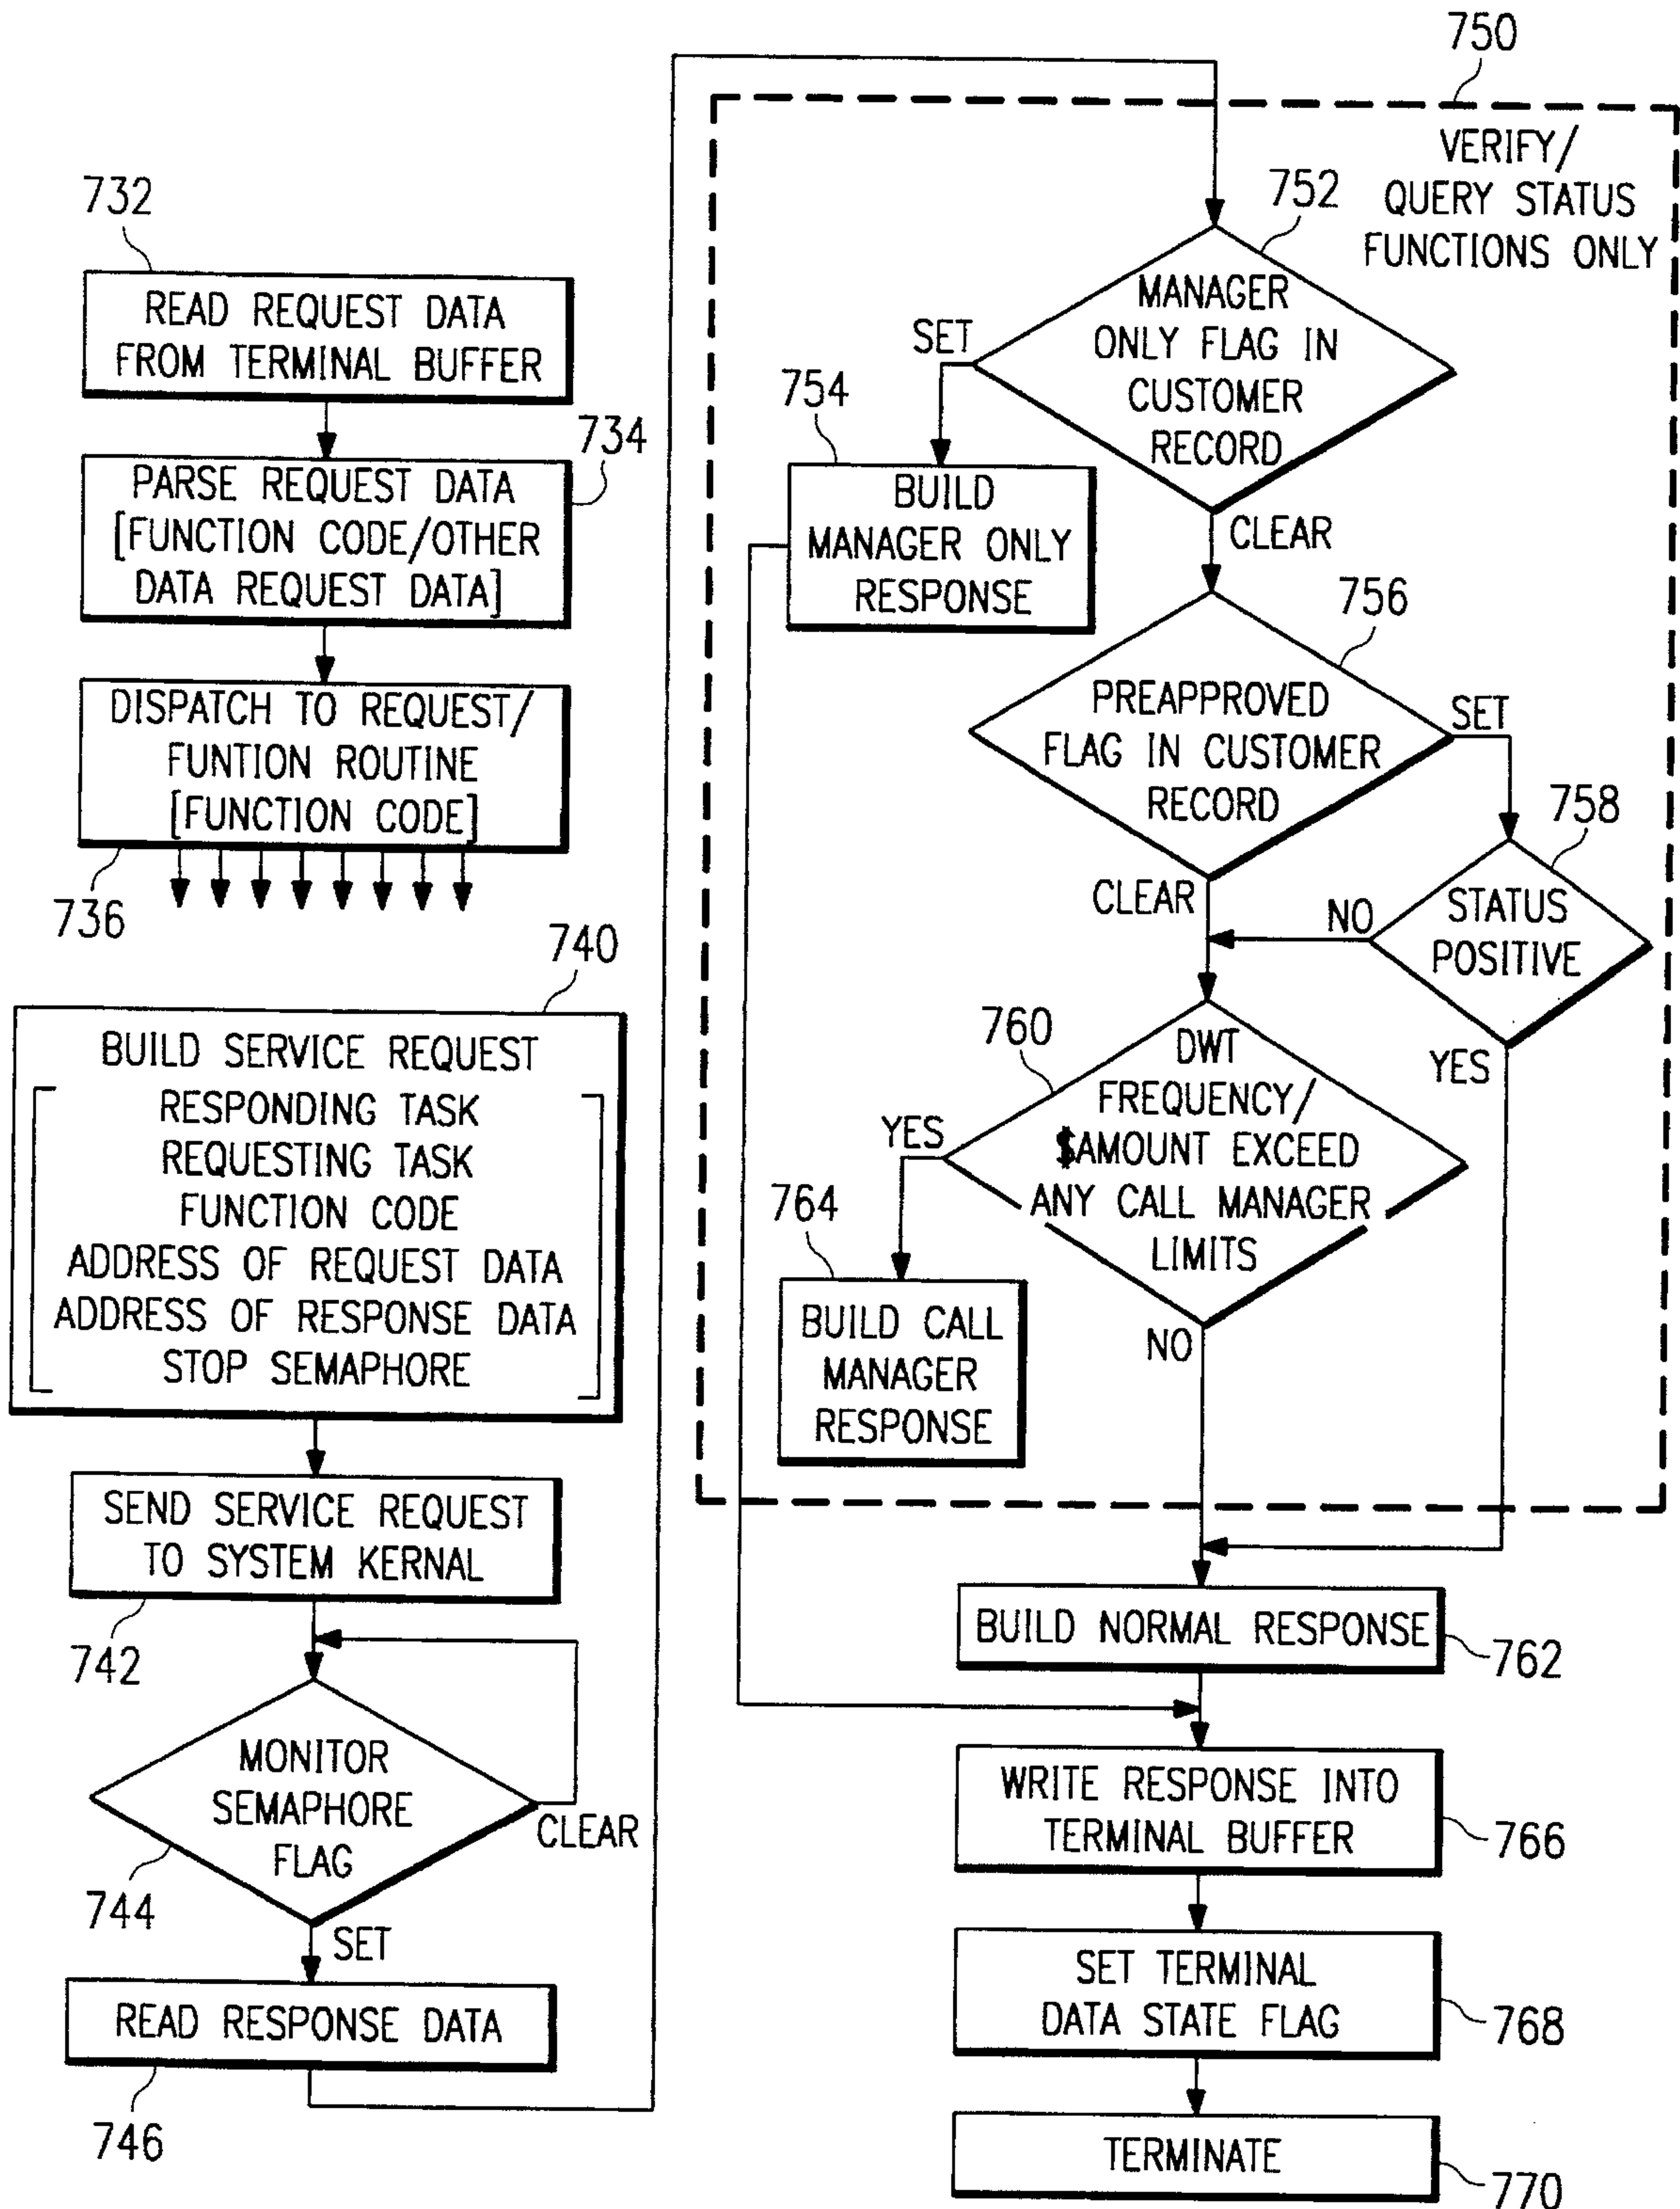 732
READ REQUEST DATA
FROM TERMINAL BUFFER
734
PARSE REQUEST DATA
[FUNCTION CODE/OTHER
DATA REQUEST DATA]
DISPATCH TO REQUEST/
FUNTION ROUTINE
[FUNCTION CODE]
736
740
BUILD SERVICE REQUEST
RESPONDING TASK
REQUESTING TASK
FUNCTION CODE
ADDRESS OF REQUEST DATA
ADDRESS OF RESPONSE DATA
STOP SEMAPHORE
SEND SERVICE REQUEST
TO SYSTEM KERNAL
742
MONITOR
SEMAPHORE
FLAG
CLEAR
744
SET
READ RESPONSE DATA
746
750
VERIFY/
QUERY STATUS
FUNCTIONS ONLY
752
MANAGER
ONLY FLAG IN
CUSTOMER
RECORD
SET
754
BUILD
MANAGER ONLY
RESPONSE
CLEAR
756
PREAPPROVED
FLAG IN CUSTOMER
RECORD
SET
758
STATUS
POSITIVE
CLEAR
NO
YES
760
DWT
FREQUENCY/
$AMOUNT EXCEED
ANY CALL MANAGER
LIMITS
YES
764
BUILD CALL
MANAGER
RESPONSE
NO
BUILD NORMAL RESPONSE
762
WRITE RESPONSE INTO
TERMINAL BUFFER
766
SET TERMINAL
DATA STATE FLAG
768
TERMINATE
770